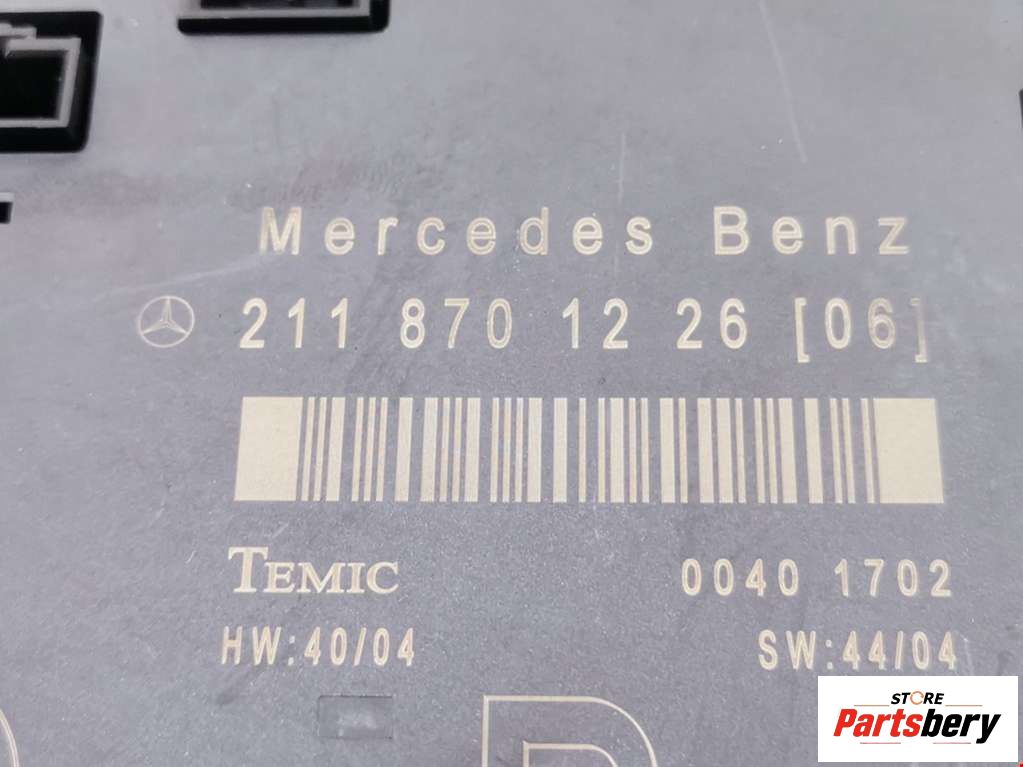 Mercedes Benz
211 870 12 26 [06]
TEMIC
0040 1702
HW:40/04
SW:44/04
STORE
Partsbery